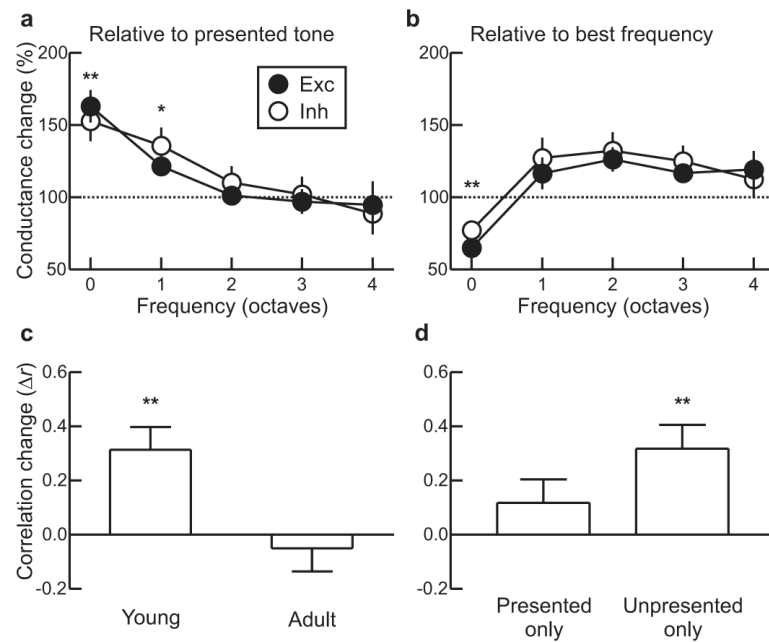 a
Relative to presented tone
Conductance change (%)
200
150
100
50
**
*
Exc
Inh
0 1 2 3 4
Frequency (octaves)
b
Relative to best frequency
200
150
100
50
**
0 1 2 3 4
Frequency (octaves)
c
Correlation change (Δr)
0.6
0.4
0.2
0.0
-0.2
**
Young
Adult
d
0.6
0.4
0.2
0.0
-0.2
**
Presented
only
Unpresented
only